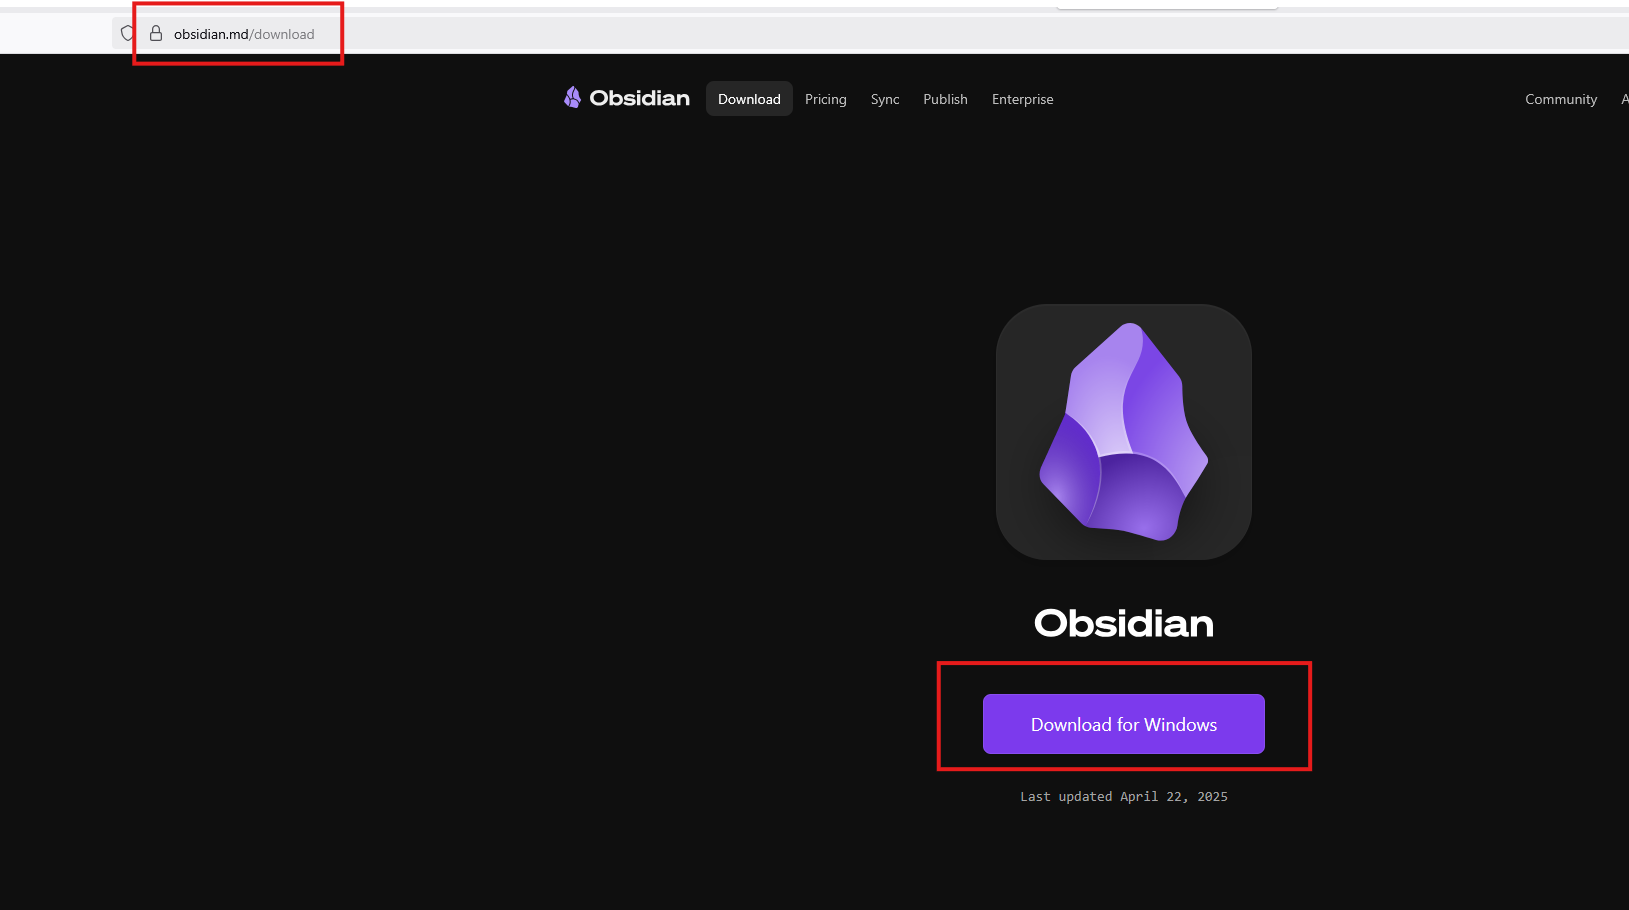 obsidian.md/download
Obsidian Download Pricing Sync Publish Enterprise Community
Obsidian
Download for Windows
Last updated April 22, 2025